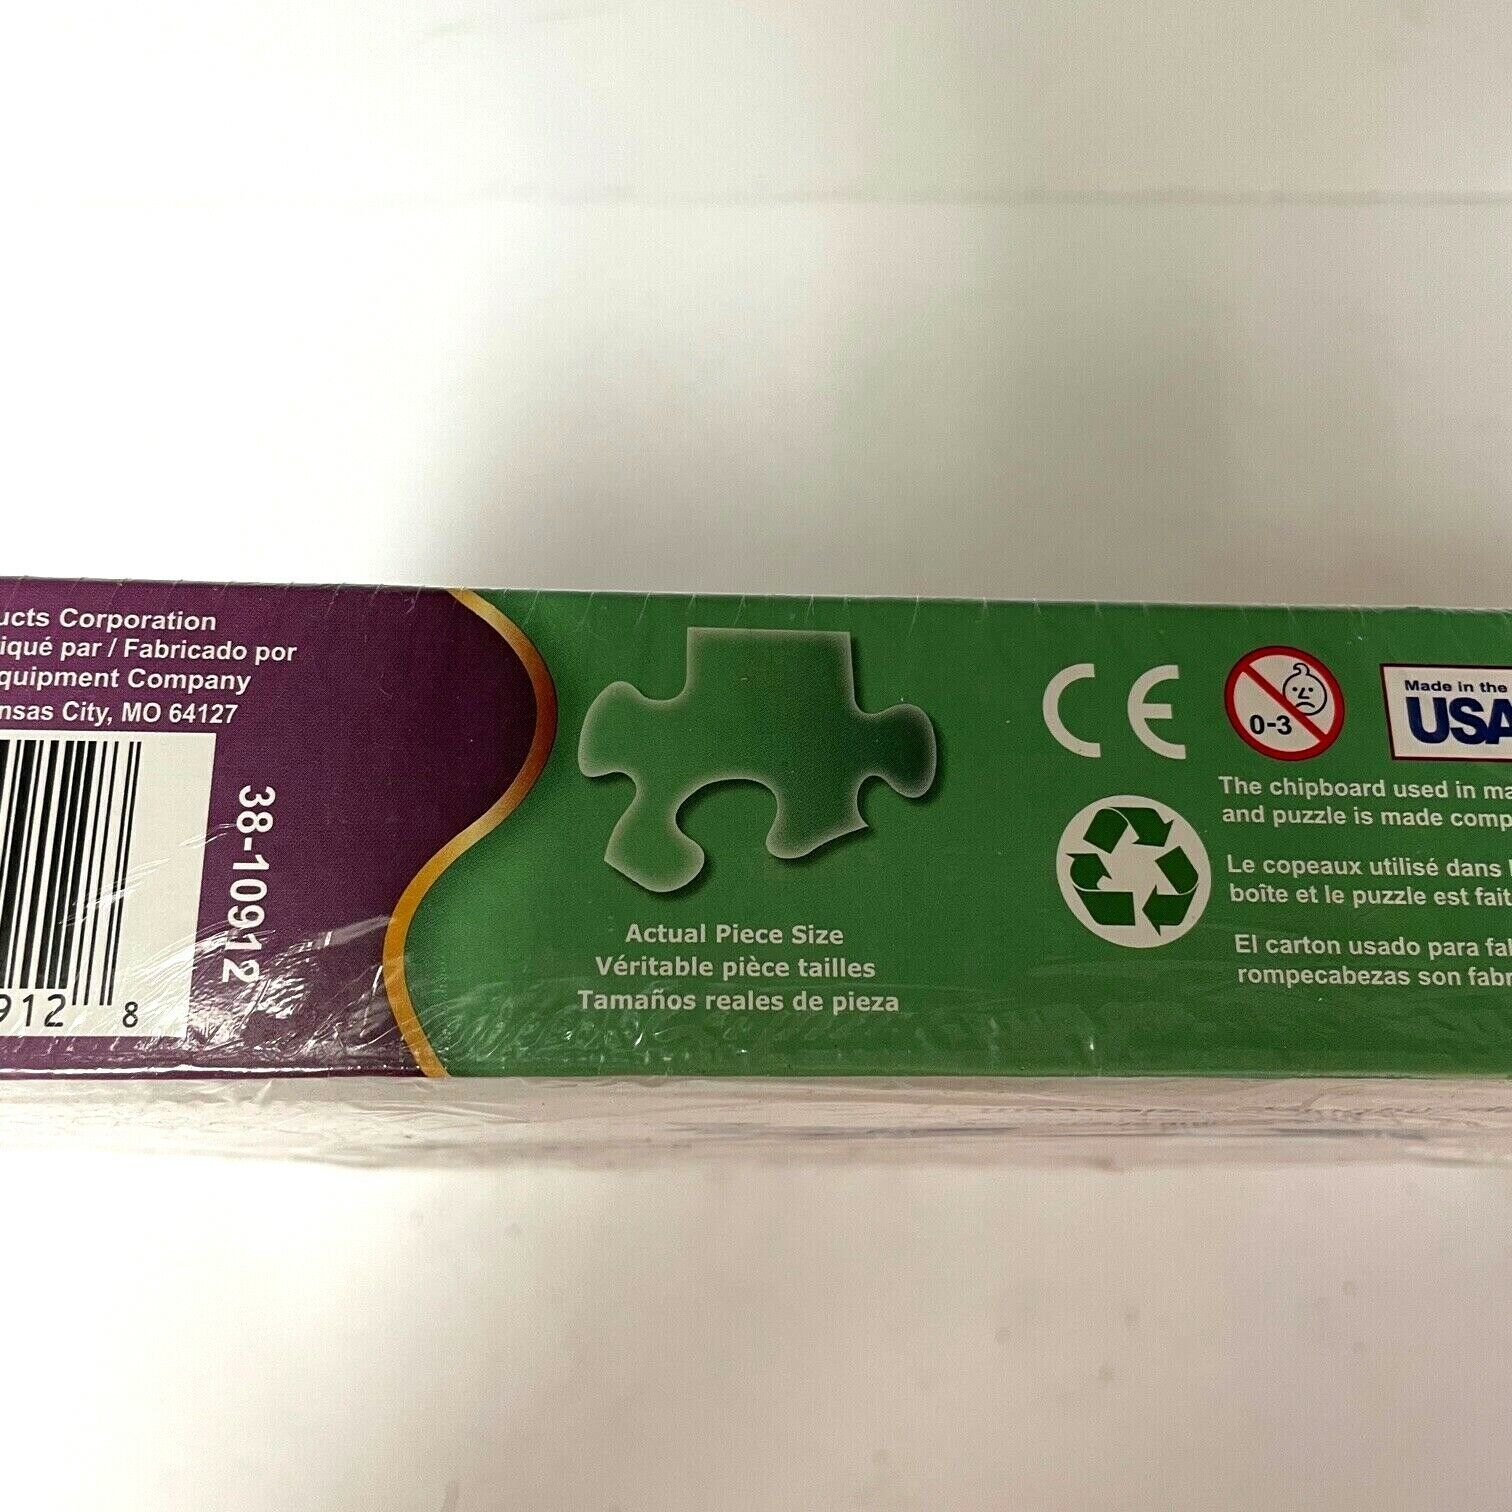 ucts Corporation
iqué par / Fabricado por
quipment Company
nsas City, MO 64127
38-10912
912 8
Actual Piece Size
Véritable pièce tailles
Tamaños reales de pieza
CE
0-3
Made in the
USA
The chipboard used in ma
and puzzle is made comp
Le copeaux utilisé dans l
boîte et le puzzle est fait
El carton usado para fa
rompecabezas son fab